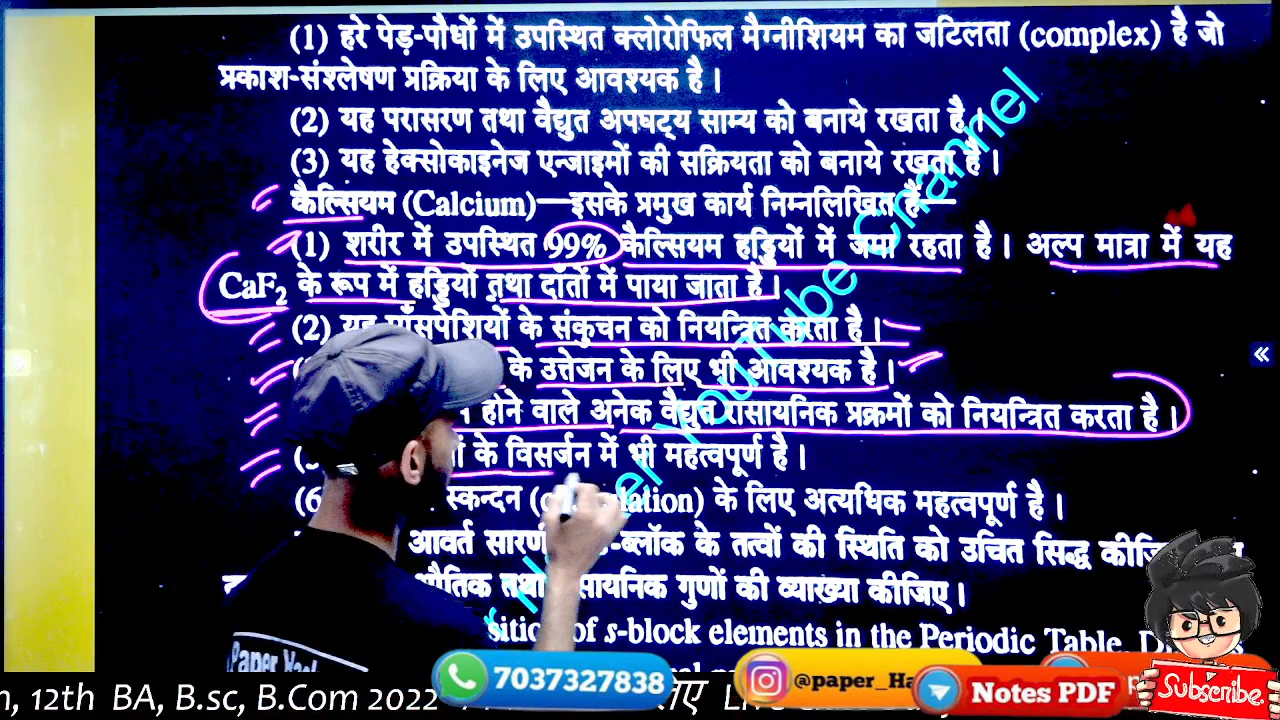 (1) हरे पेड़-पौधों में उपस्थित क्लोरोफिल मैग्नीशियम का जटिलता (complex) है जो
प्रकाश-संश्लेषण प्रक्रिया के लिए आवश्यक है।
(2) यह परासरण तथा वैद्युत अपघट्य साम्य को बनाये रखता है।
(3) यह हेक्सोकाइनेज एन्जाइमों की सक्रियता को बनाये रखता है।
कैल्सियम (Calcium)—इसके प्रमुख कार्य निम्नलिखित हैं—
(1) शरीर में उपस्थित 99% कैल्सियम हड्डियों में जमा रहता है। अल्प मात्रा में यह
CaF₂ के रूप में हड्डियों तथा दाँतों में पाया जाता है।
(2) यह माँसपेशियों के संकुचन को नियन्त्रित करता है।
के उत्तेजन के लिए भी आवश्यक है।
होने वाले अनेक वैद्युत रासायनिक प्रक्रमों को नियन्त्रित करता है।
के विसर्जन में भी महत्वपूर्ण है।
(6 स्कन्दन के लिए अत्यधिक महत्वपूर्ण है।
आवर्त के तत्वों की स्थिति को उचित सिद्ध
तथा गुणों की व्याख्या कीजिए।
of s-block elements in the Periodic Table.
YouTube Channel
Paper
12th BA, B.sc, B.Com 2022
7037327838
@paper_Ha
Notes PDF
Subscribe